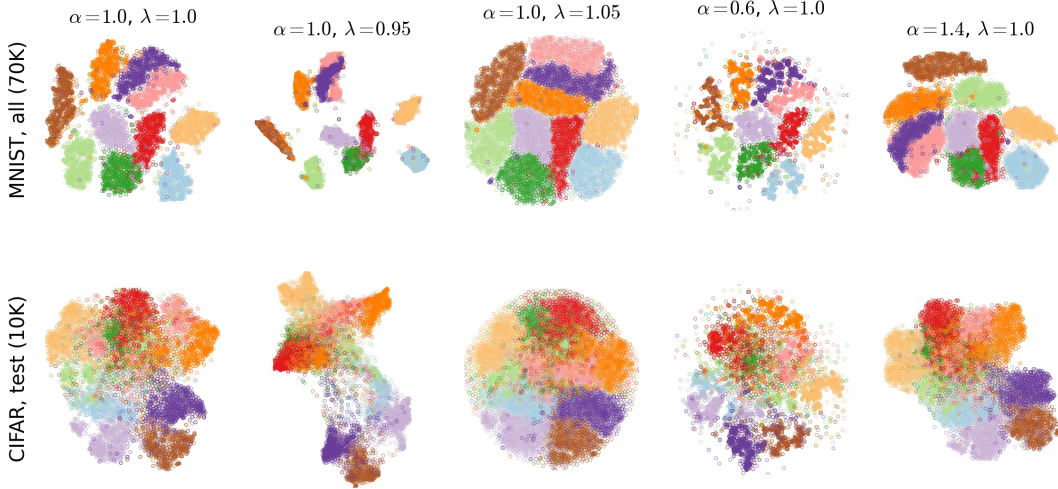 α=1.0, λ=1.0
α=1.0, λ=0.95
α=1.0, λ=1.05
α=0.6, λ=1.0
α=1.4, λ=1.0
MNIST, all (70K)
CIFAR, test (10K)